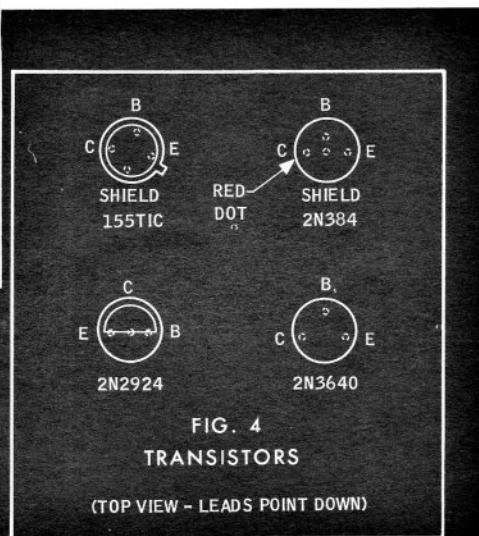 B
C
E
SHIELD
155TIC
B
C
E
RED
DOT
SHIELD
2N384
C
E
B
2N2924
B
C
E
2N3640
FIG. 4
TRANSISTORS
(TOP VIEW - LEADS POINT DOWN)